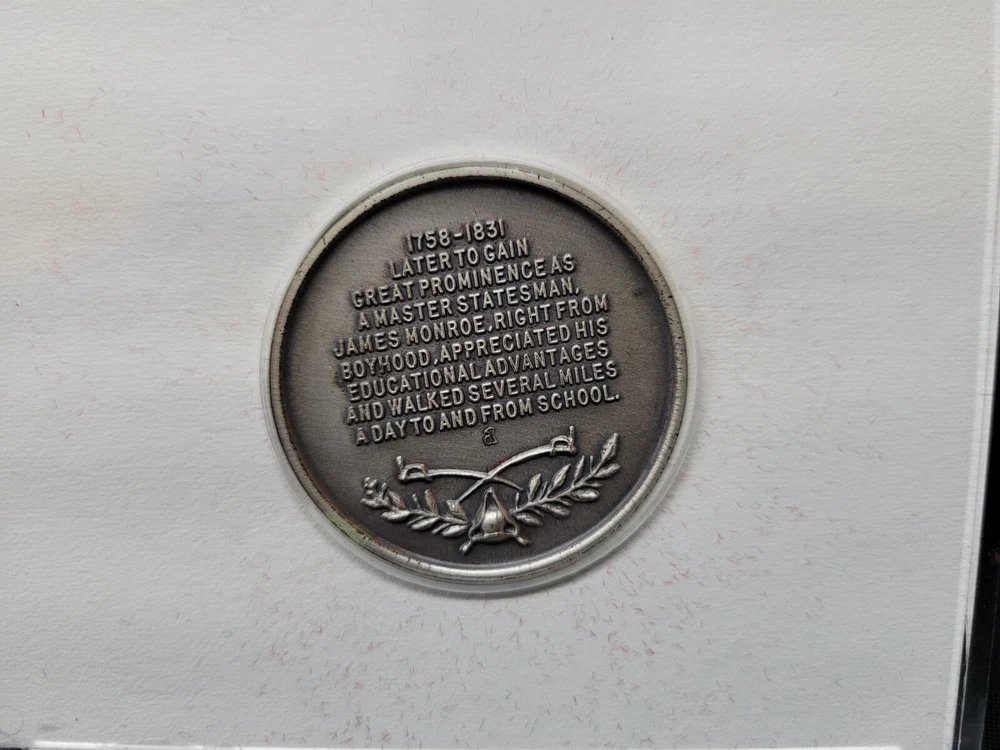 1758-1831
LATER TO GAIN
GREAT PROMINENCE AS
A MASTER STATESMAN,
JAMES MONROE, RIGHT FROM
BOYHOOD, APPRECIATED HIS
EDUCATIONAL ADVANTAGES
AND WALKED SEVERAL MILES
A DAY TO AND FROM SCHOOL.